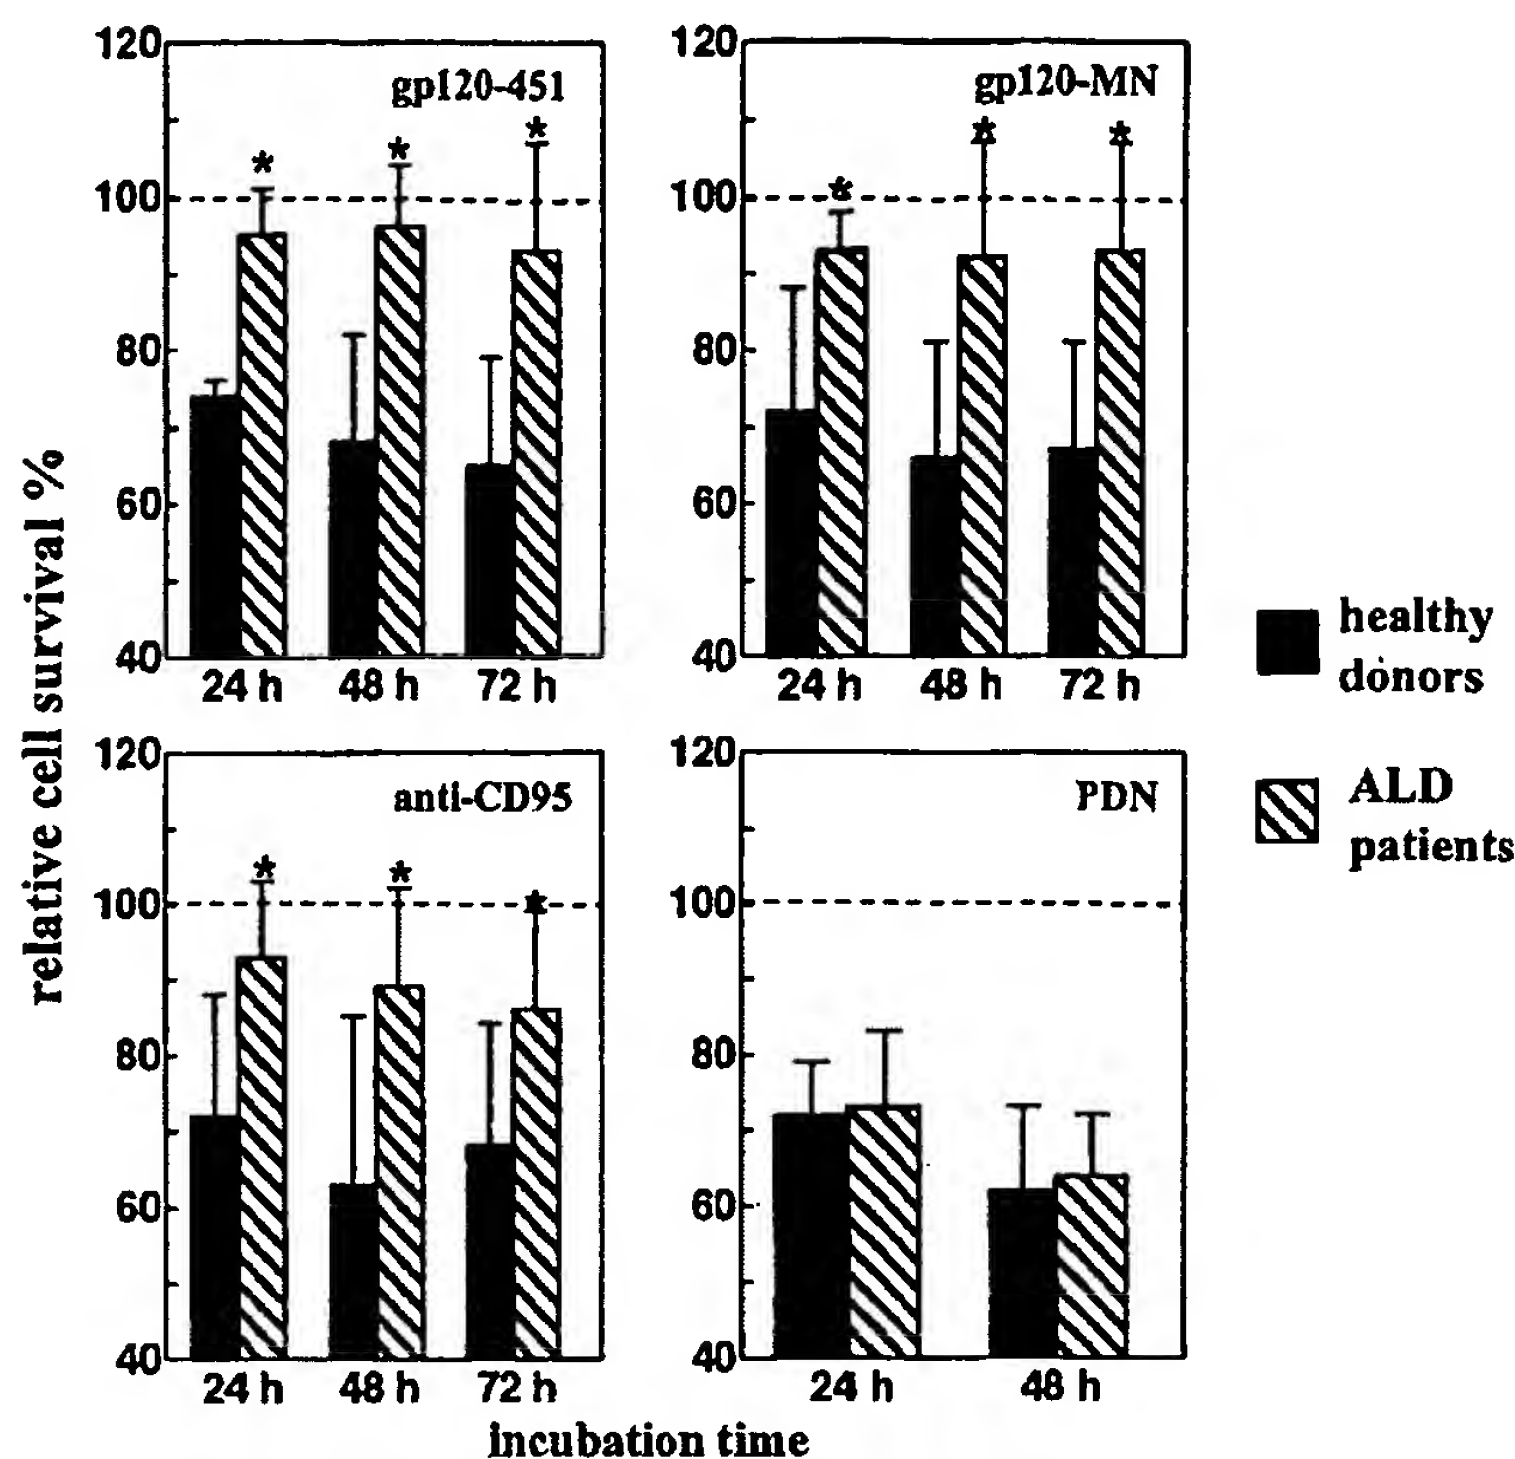 relative cell survival %
gp120-451
120
100
80
60
40
* * *
24 h 48 h 72 h
gp120-MN
120
100
80
60
40
* * *
24 h 48 h 72 h
anti-CD95
120
100
80
60
40
* * *
24 h 48 h 72 h
PDN
120
100
80
60
40
24 h 48 h
incubation time
healthy
donors
ALD
patients